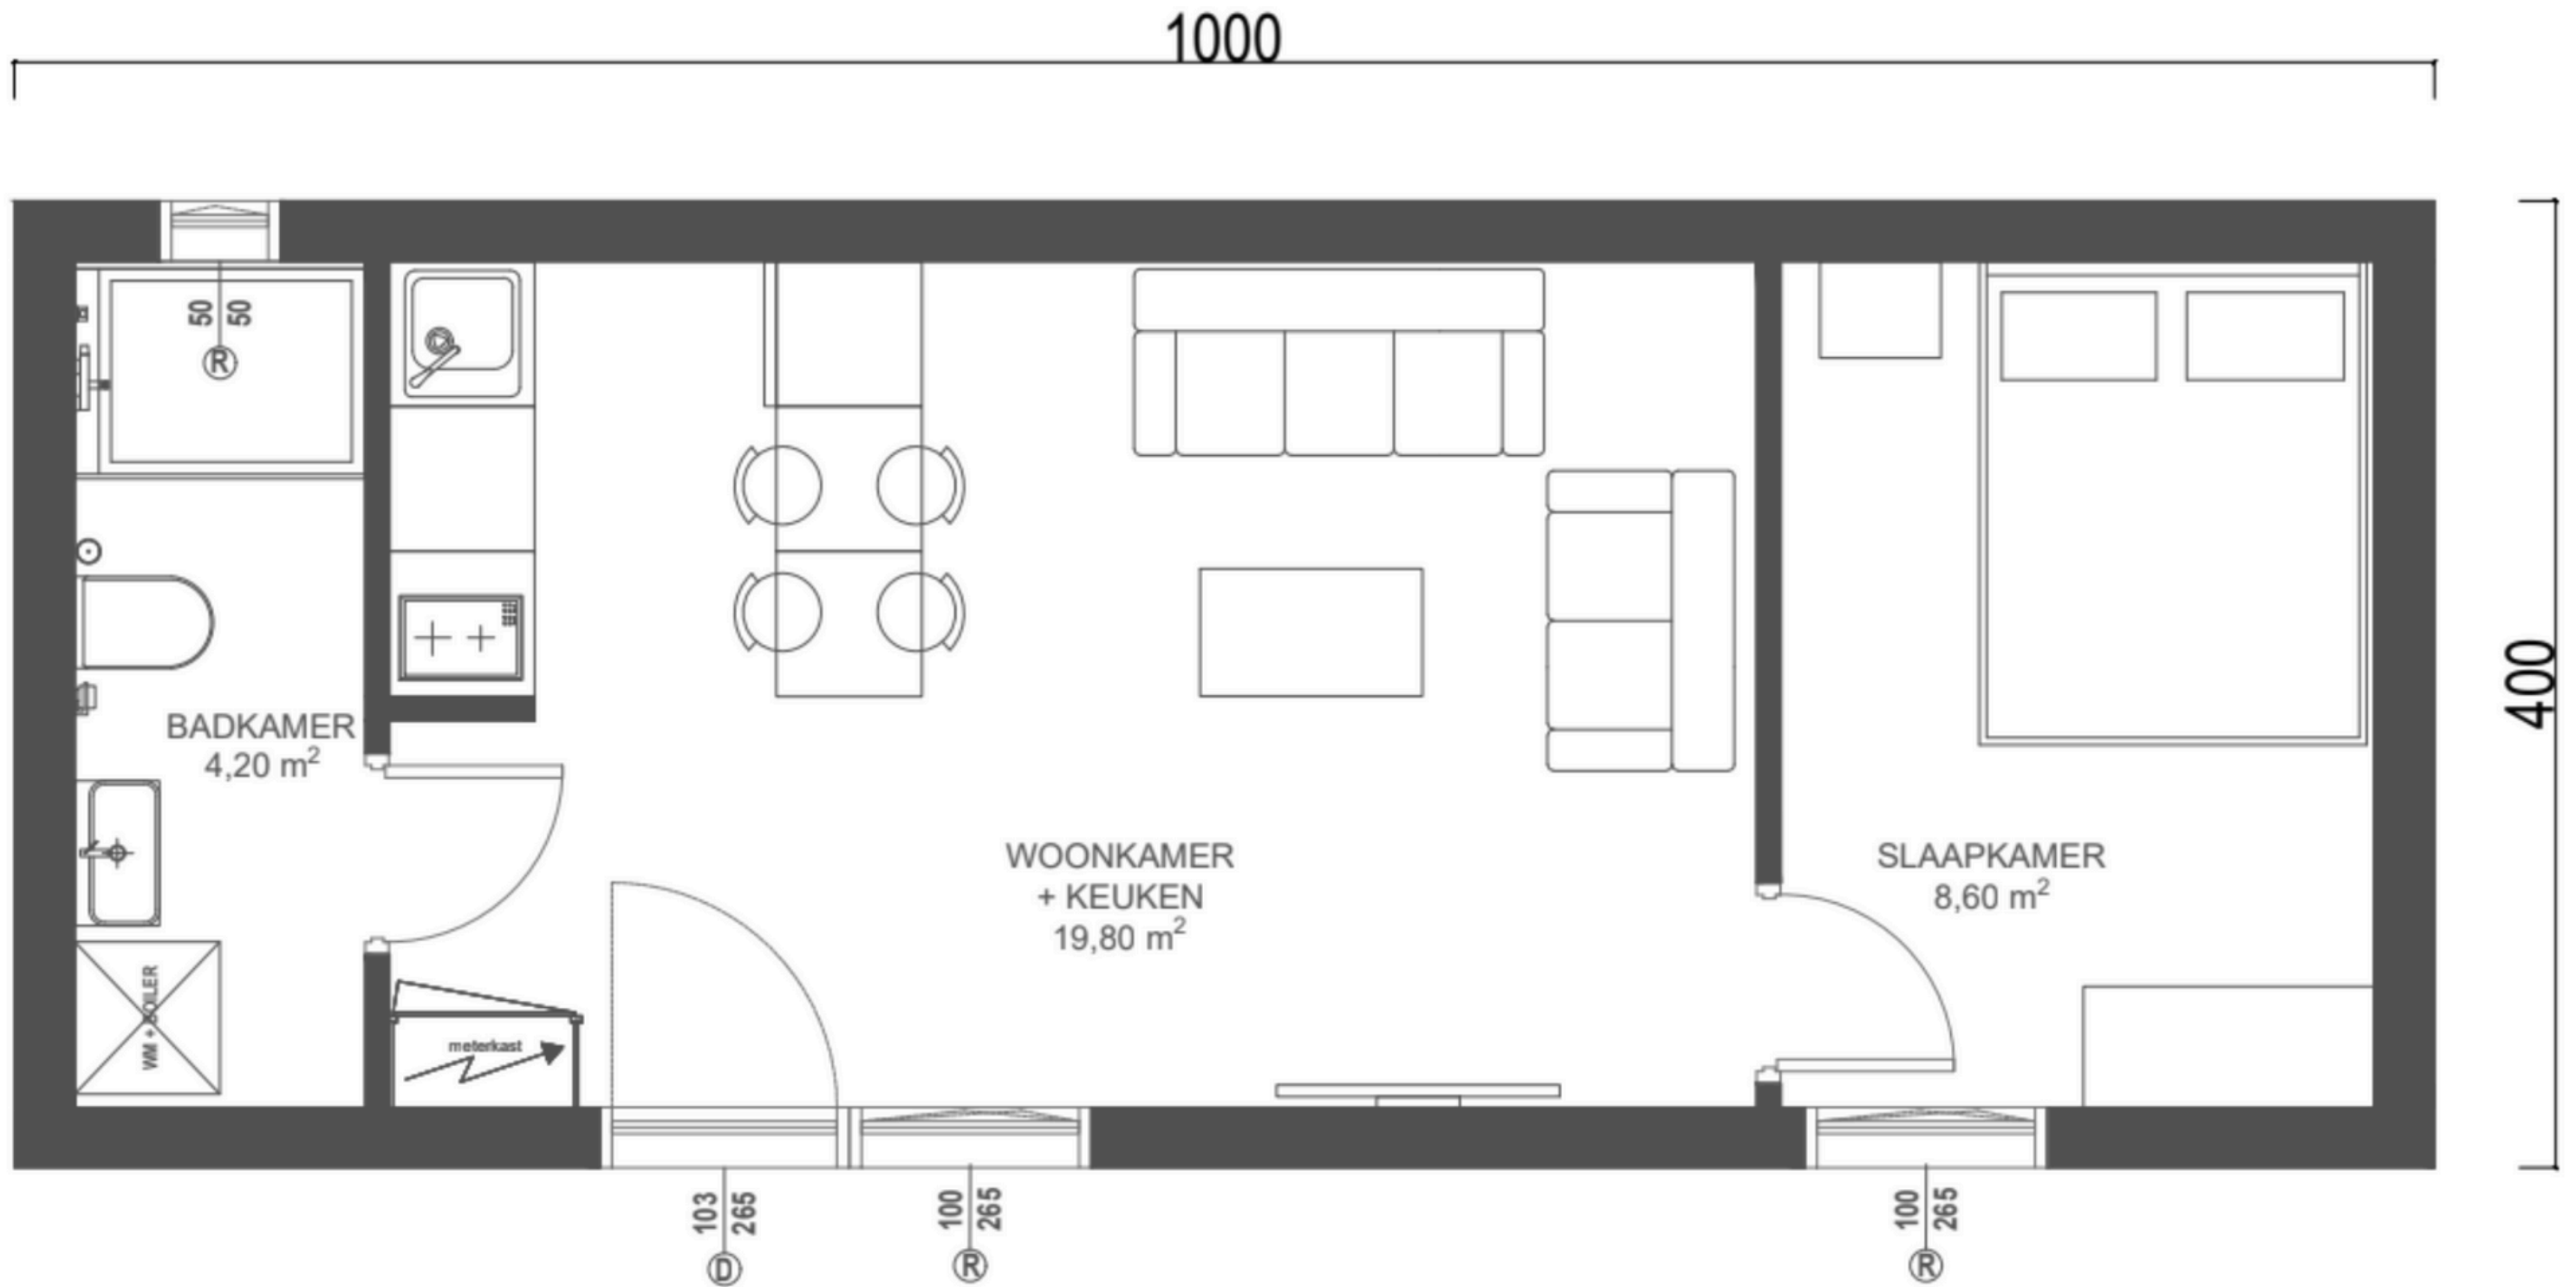 1000
400
50
50
R
BADKAMER
4,20 m²
WM + BOILER
meterkast
WOONKAMER
+ KEUKEN
19,80 m²
SLAAPKAMER
8,60 m²
103
265
D
100
265
R
100
265
R